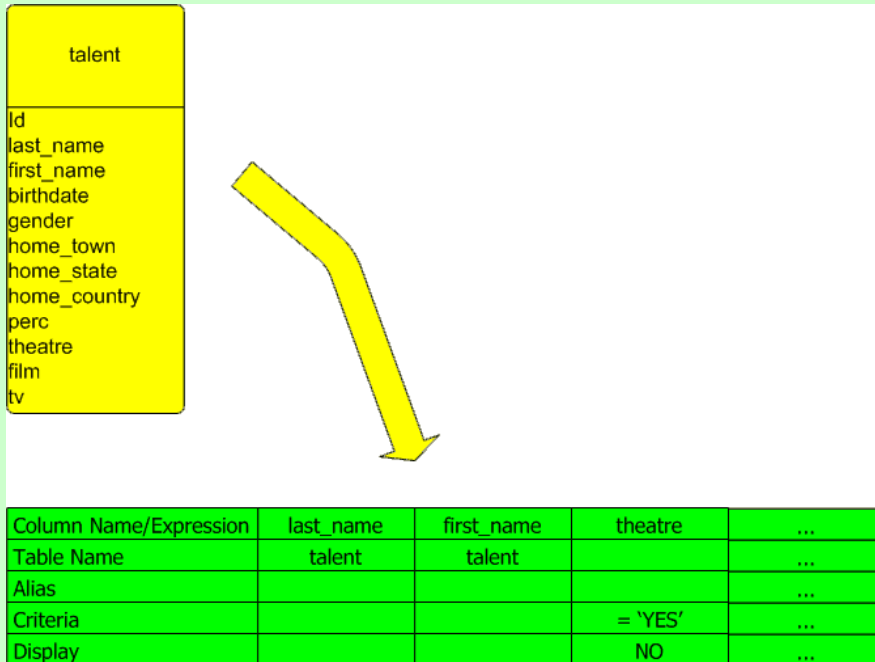 talent
Id
last_name
first_name
birthdate
gender
home_town
home_state
home_country
perc
theatre
film
tv
Column Name/Expression last_name first_name theatre ...
Table Name talent talent ...
Alias ...
Criteria = ‘YES’ ...
Display NO ...